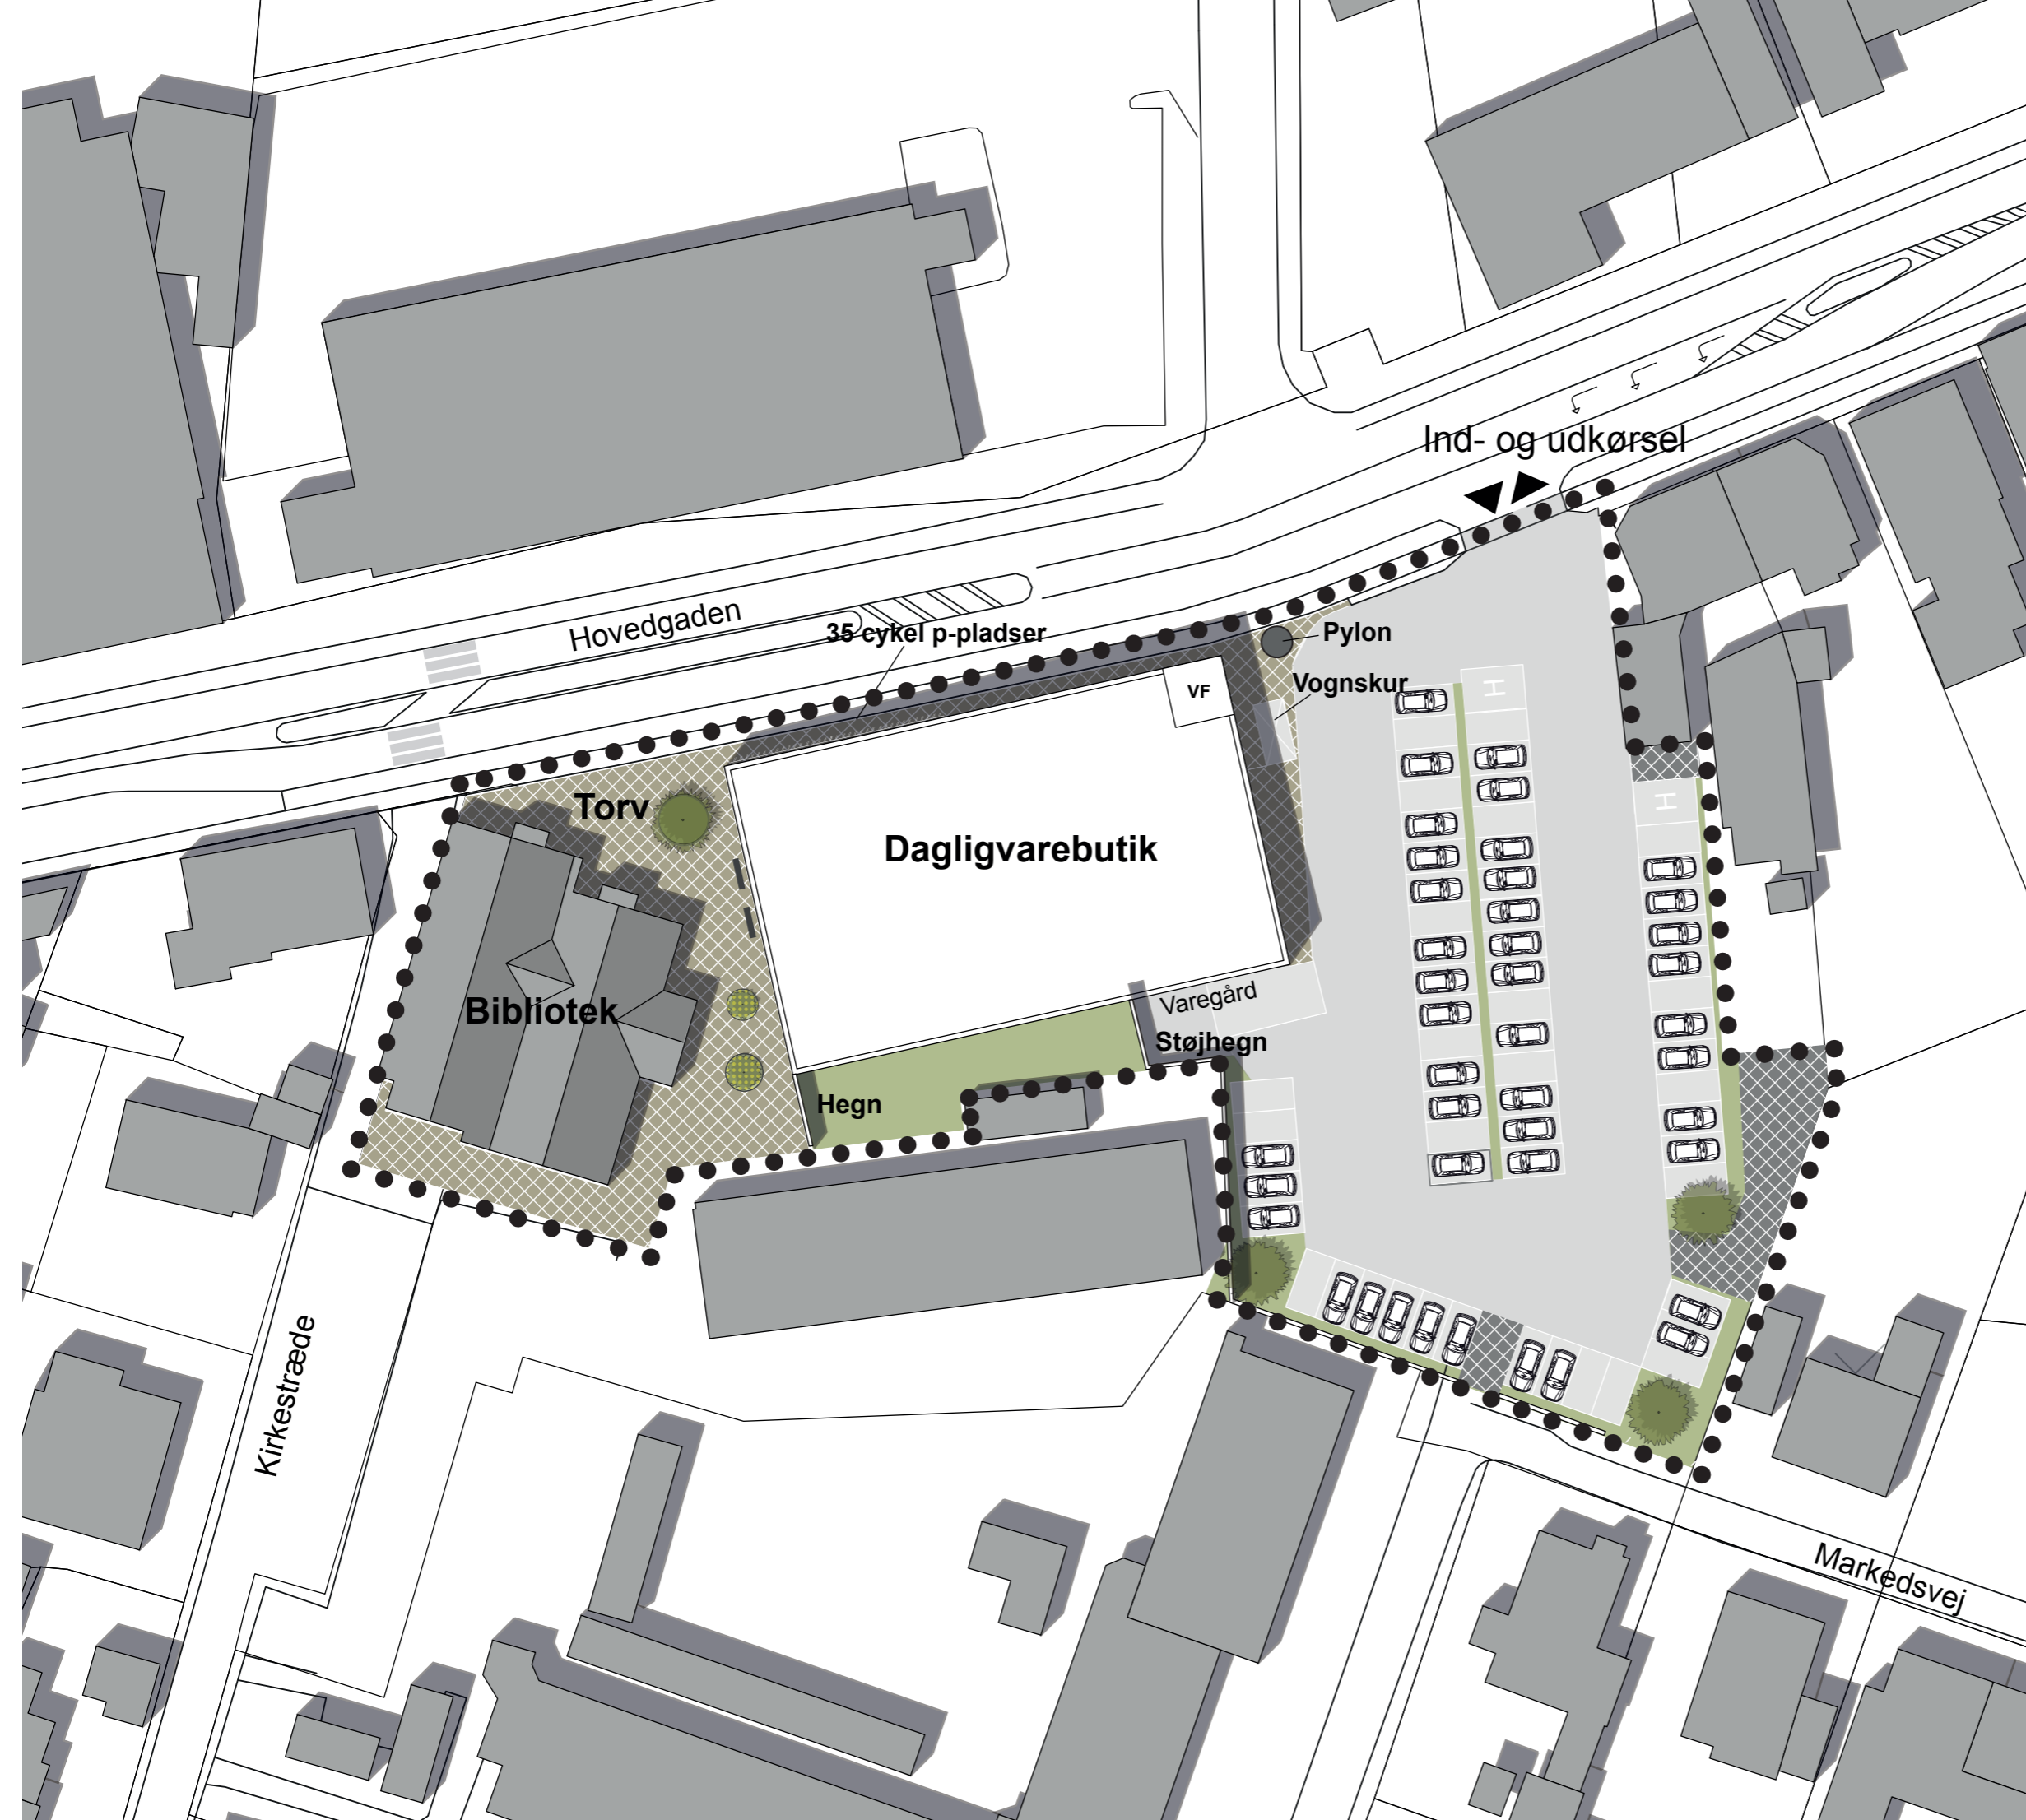 Ind- og udkørsel
Hovedgaden
35 cykel p-pladser
Pylon
Vognskur
VF
H
Torv
H
Dagligvarebutik
Bibliotek
Varegård
Støjhegn
Hegn
Kirkestræde
Markedsvej